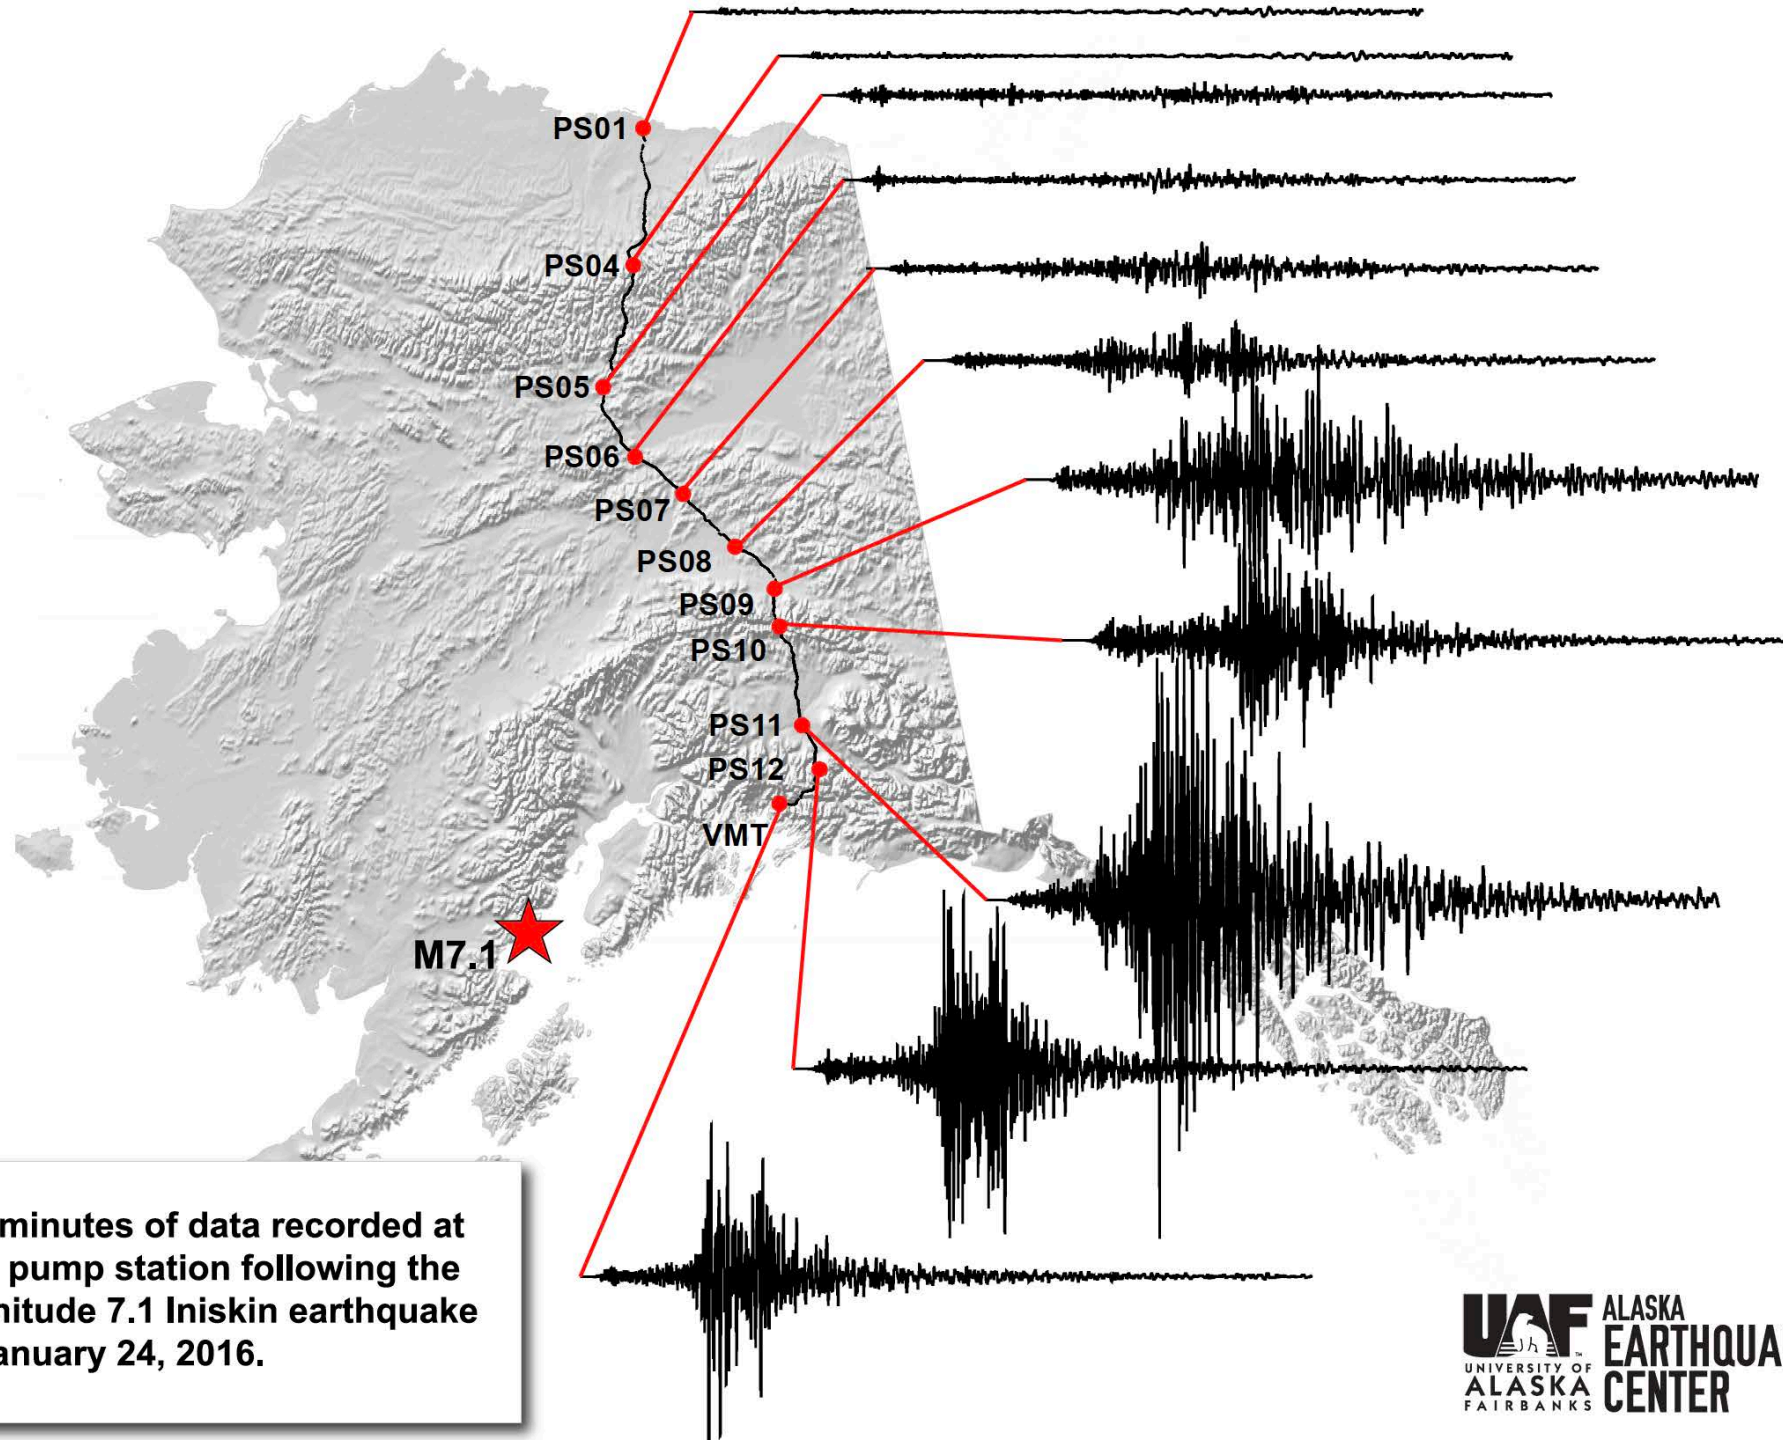 PS01
PS04
PS05
PS06
PS07
PS08
PS09
PS10
PS11
PS12
VMT
M7.1
minutes of data recorded at
pump station following the
nitude 7.1 Iniskin earthquake
anuary 24, 2016.
UAF
UNIVERSITY OF
ALASKA
FAIRBANKS
ALASKA
EARTHQUA
CENTER